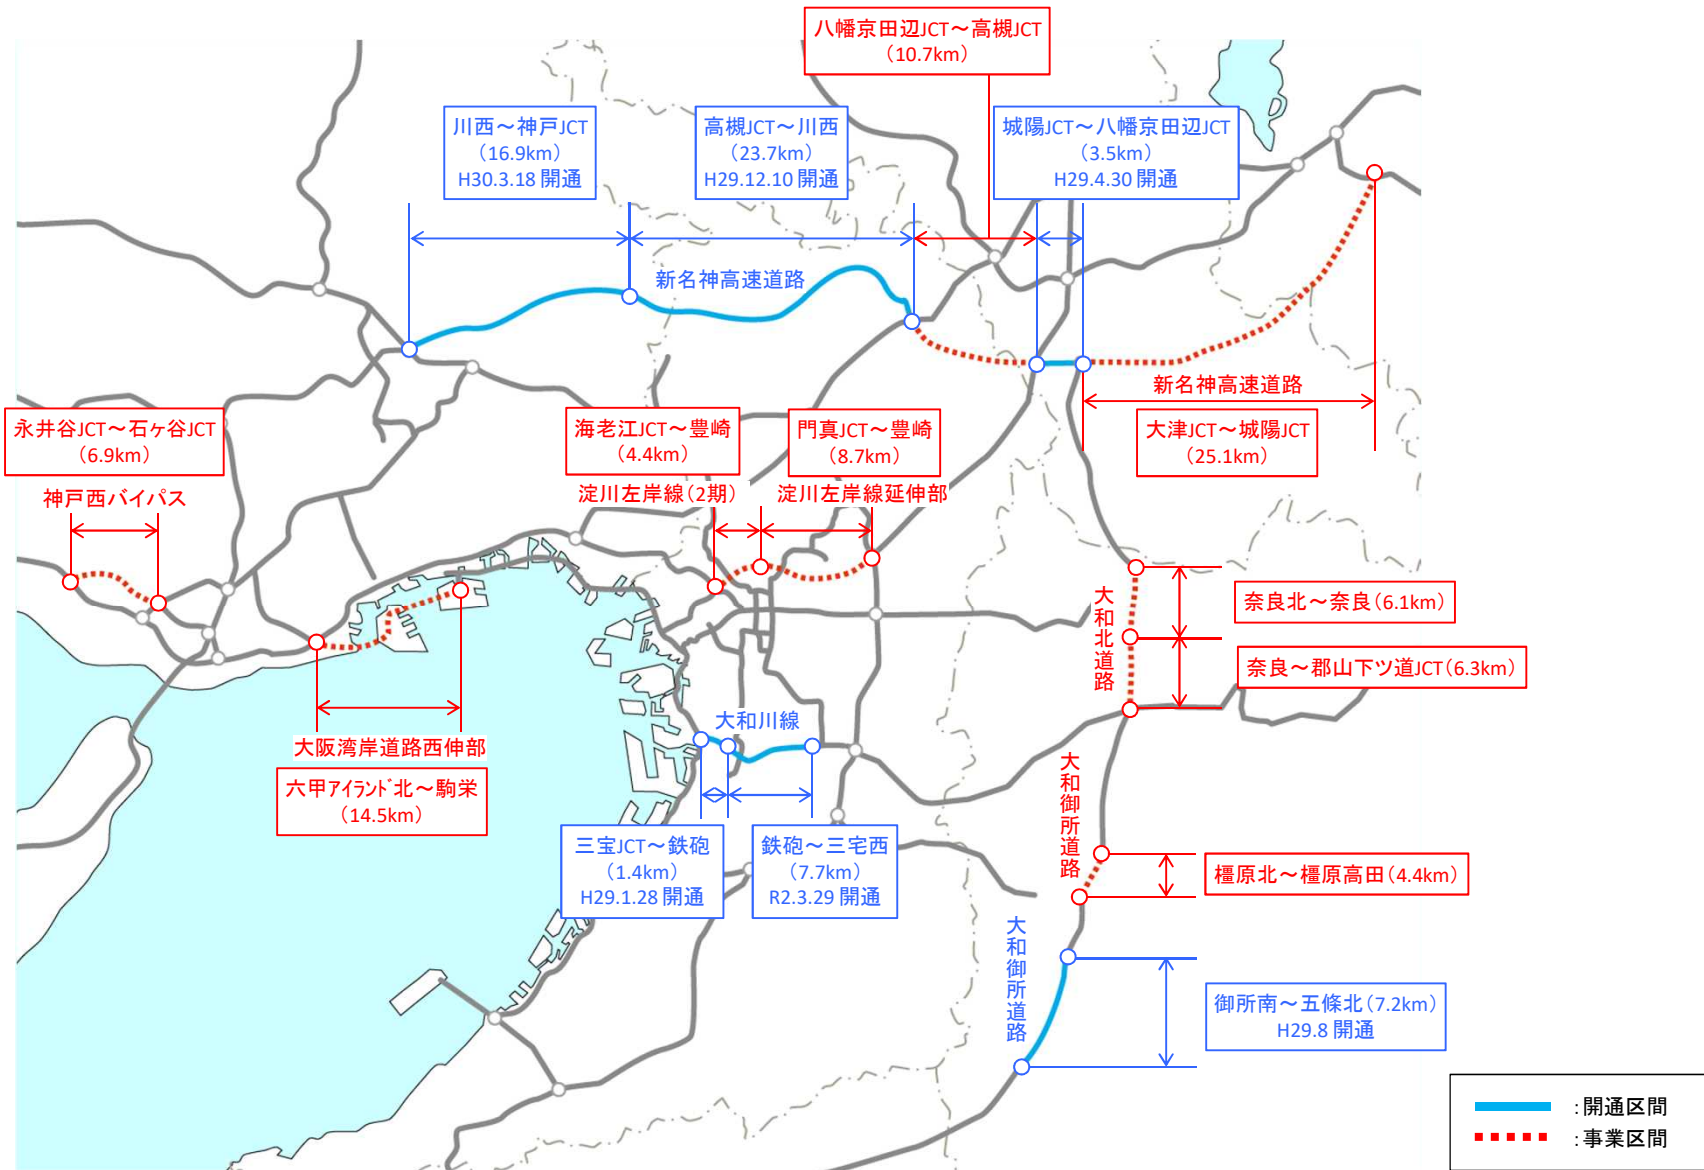 八幡京田辺JCT～高槻JCT
（10.7km）
川西～神戸JCT
（16.9km）
H30.3.18 開通
高槻JCT～川西
（23.7km）
H29.12.10 開通
城陽JCT～八幡京田辺JCT
（3.5km）
H29.4.30 開通
新名神高速道路
新名神高速道路
大津JCT～城陽JCT
（25.1km）
永井谷JCT～石ヶ谷JCT
（6.9km）
神戸西バイパス
海老江JCT～豊崎
（4.4km）
淀川左岸線（2期）
門真JCT～豊崎
（8.7km）
淀川左岸線延伸部
大和北道路
奈良北～奈良（6.1km）
奈良～郡山下ツ道JCT（6.3km）
大阪湾岸道路西伸部
六甲アイランド北～駒栄
（14.5km）
大和川線
三宝JCT～鉄砲
（1.4km）
H29.1.28 開通
鉄砲～三宅西
（7.7km）
R2.3.29 開通
大和御所道路
橿原北～橿原高田（4.4km）
大和御所道路
御所南～五條北（7.2km）
H29.8 開通
：開通区間
：事業区間